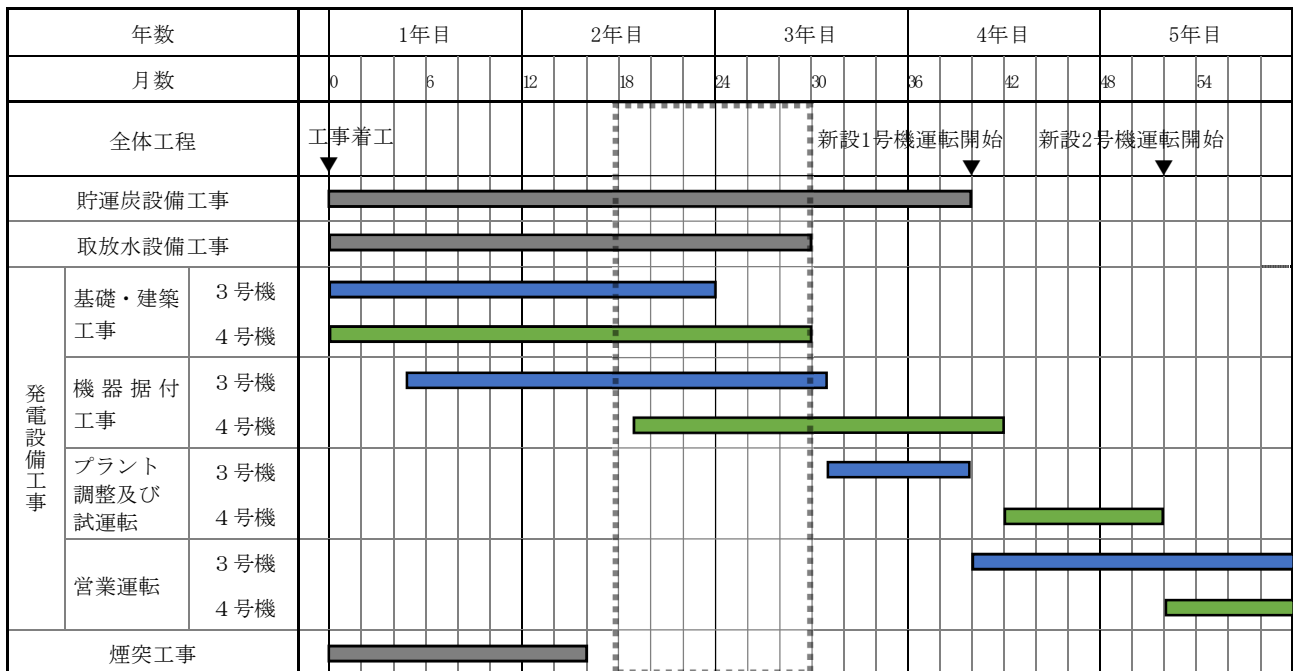 年数 1年目 2年目 3年目 4年目 5年目
月数 0 6 12 18 24 30 36 42 48 54
全体工程 工事着工 新設1号機運転開始 新設2号機運転開始
貯運炭設備工事
取放水設備工事
発電設備工事
基礎・建築
工事
3号機
4号機
機器据付
工事
3号機
4号機
プラント
調整及び
試運転
3号機
4号機
営業運転
3号機
4号機
煙突工事